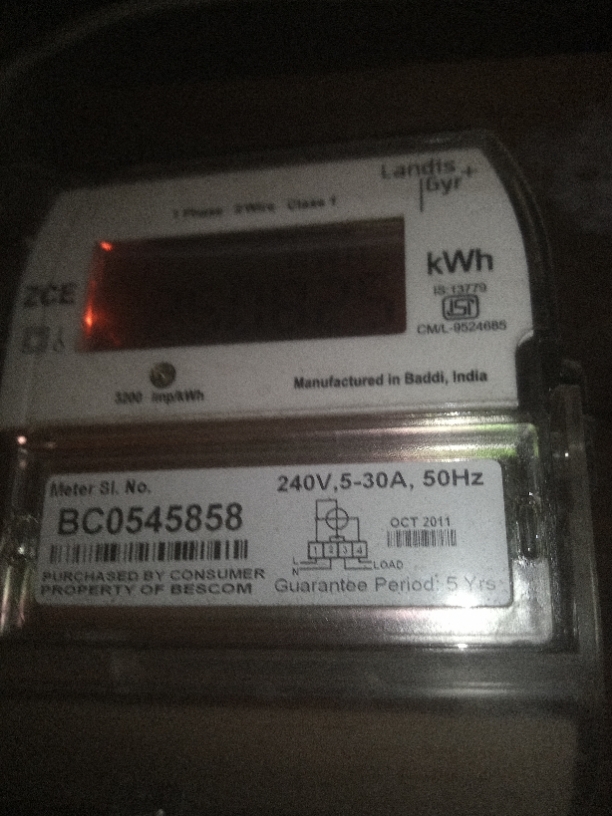 Landis
Gyr+
1 Phase 2Wire Class 1
kWh
ZCE
IS:13779
ISI
CM/L-9524685
3200 imp/kWh
Manufactured in Baddi, India
Meter Sl. No.
240V,5-30A, 50Hz
BC0545858
OCT 2011
1 2 3 4
L
N
LOAD
PURCHASED BY CONSUMER
PROPERTY OF BESCOM
Guarantee Period: 5 Yrs